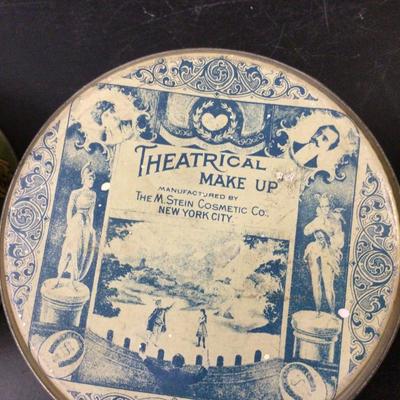 THEATRICAL
MAKE UP
MANUFACTURED BY
THE M. STEIN COSMETIC CO.
NEW YORK CITY.